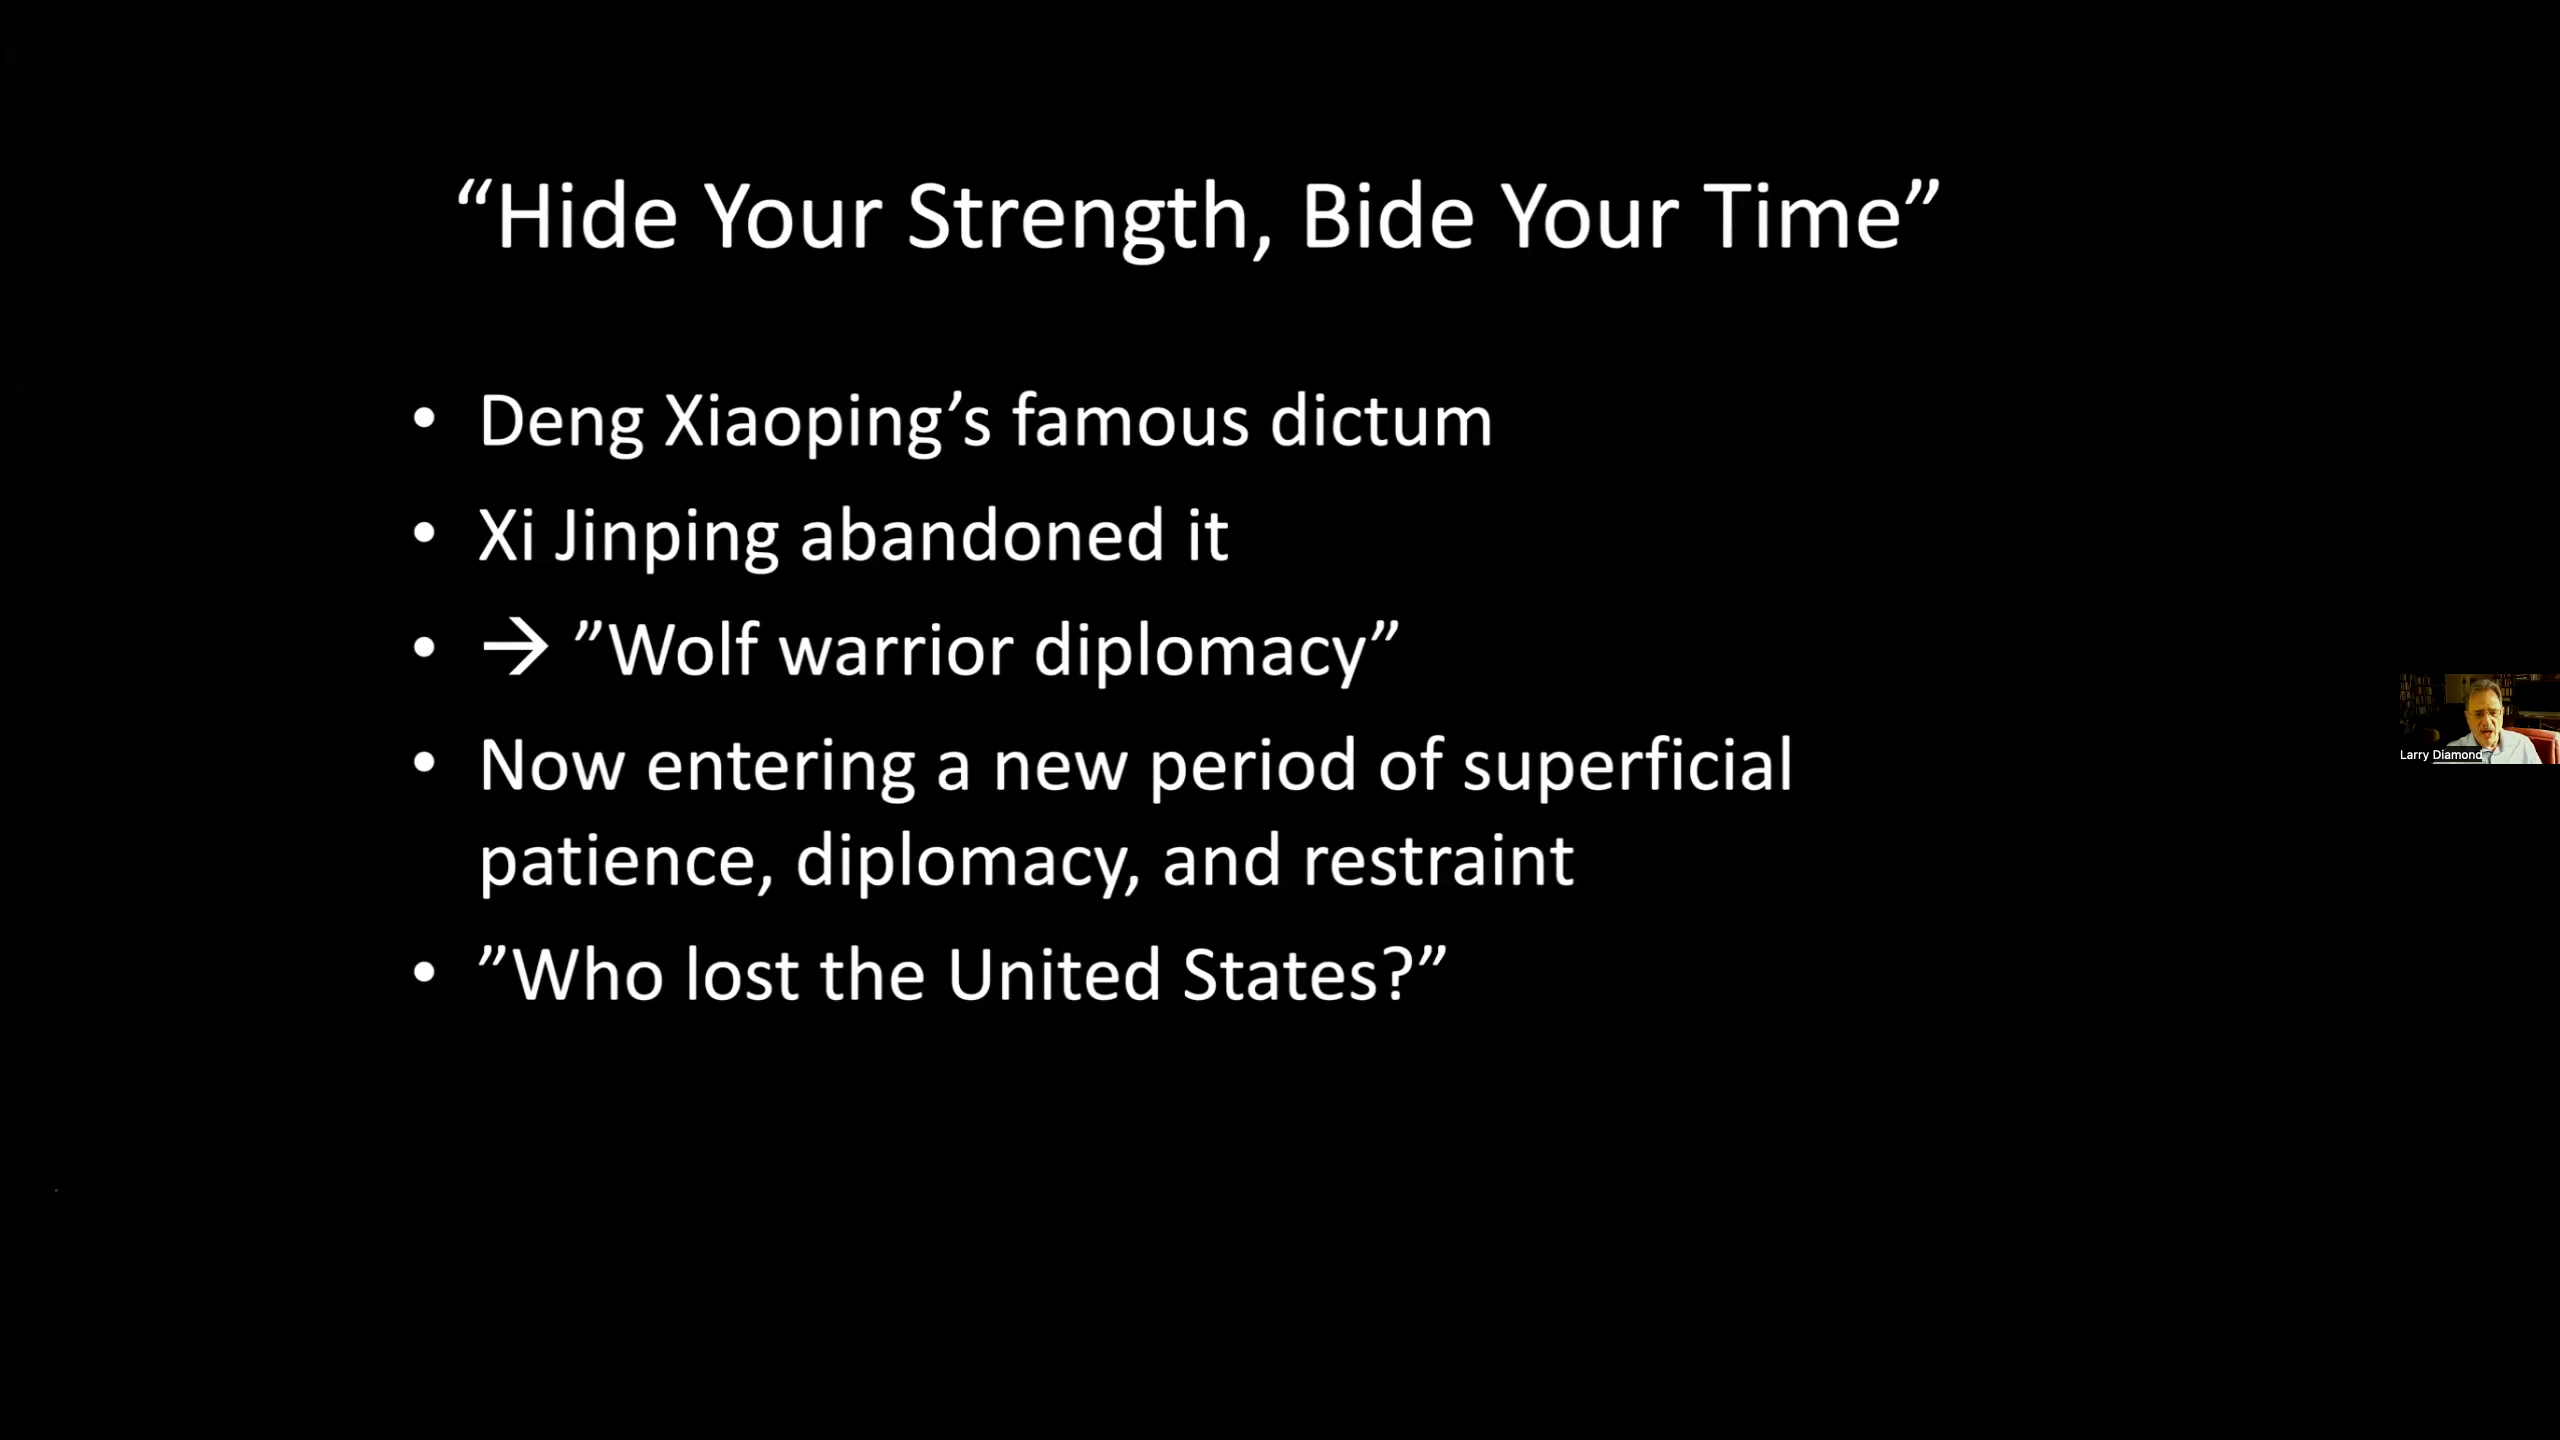 “Hide Your Strength, Bide Your Time”
• Deng Xiaoping’s famous dictum
• Xi Jinping abandoned it
• → ”Wolf warrior diplomacy”
• Now entering a new period of superficial
patience, diplomacy, and restraint
• ”Who lost the United States?”
Larry Diamond